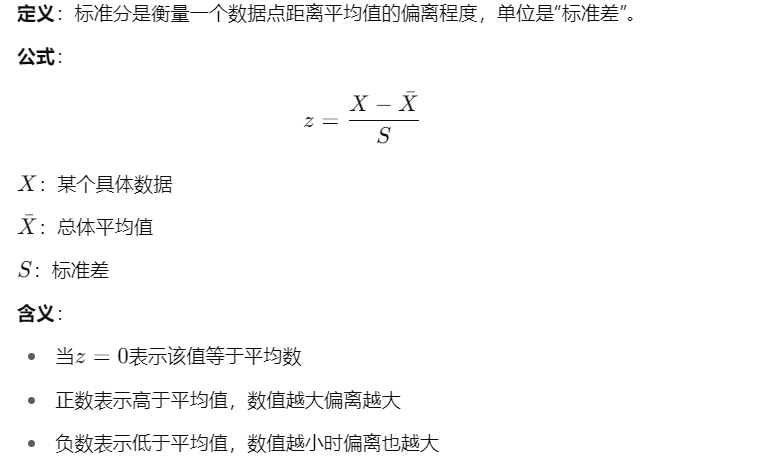 定义：标准分是衡量一个数据点距离平均值的偏离程度，单位是“标准差”。
公式：
z = \frac{X - \bar{X}}{S}
X：某个具体数据
X̄：总体平均值
S：标准差
含义：
• 当z = 0表示该值等于平均数
• 正数表示高于平均值，数值越大偏离越大
• 负数表示低于平均值，数值越小时偏离也越大